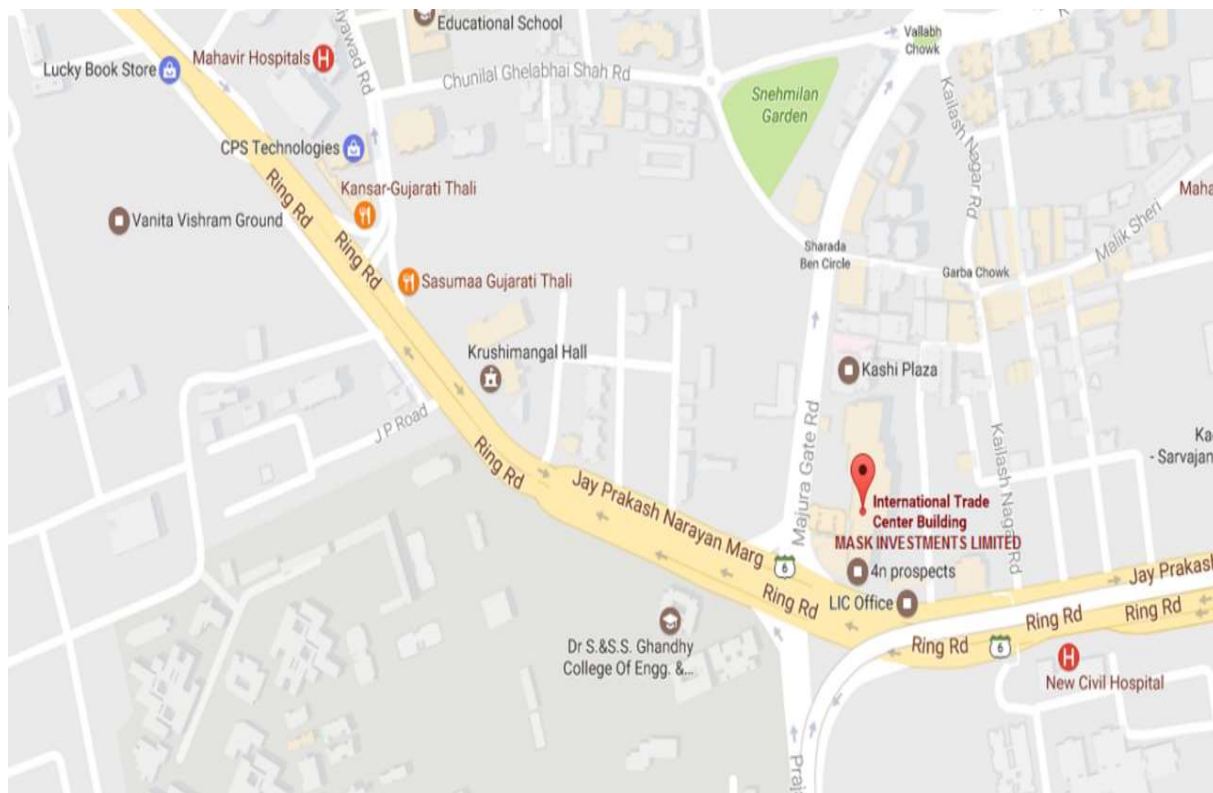 Educational School
iyawad Rd
Mahavir Hospitals
H
Lucky Book Store
Chunilal Ghelabhai Shah Rd
Vallabh
Chowk
Snehmilan
Garden
Kailash Nagar Rd
CPS Technologies
Kansar-Gujarati Thali
Ring Rd
Vanita Vishram Ground
Ring Rd
Maha
Malik Sheri
Sharada
Ben Circle
Garba Chowk
Sasumaa Gujarati Thali
Krushimangal Hall
Kashi Plaza
J P Road
Ring Rd
Majura Gate Rd
Kailash Nagar Rd
Ka
- Sarvajan
Jay Prakash Narayan Marg
International Trade
Center Building
MASK INVESTMENTS LIMITED
6
4n prospects
Jay Prakash
Ring Rd
LIC Office
Ring Rd
Ring Rd
Ring Rd
6
Dr S.&S.S. Ghandhy
College Of Engg. &...
H
New Civil Hospital
Praj